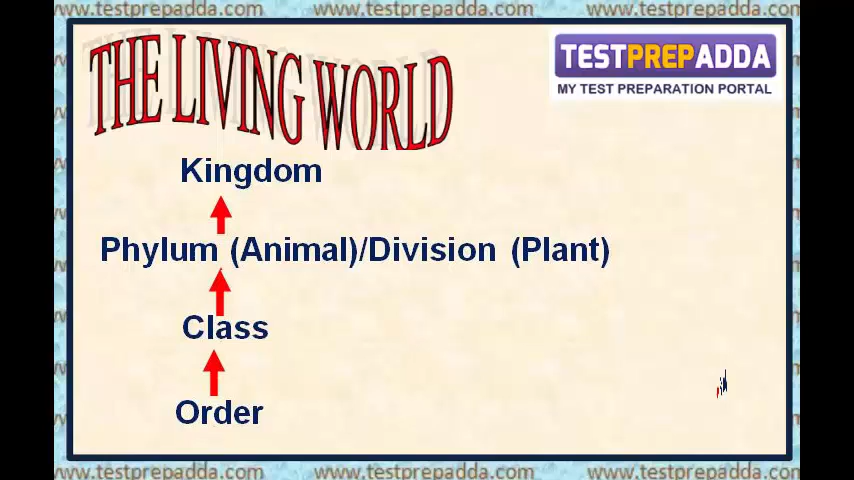 www.testprepadda.com www.testprepadda.com www.testprepadda.com
THE LIVING WORLD
TESTPREPADDA
MY TEST PREPARATION PORTAL
Kingdom
Phylum (Animal)/Division (Plant)
Class
Order
www.testprepadda.com www.testprepadda.com www.testprepadda.com